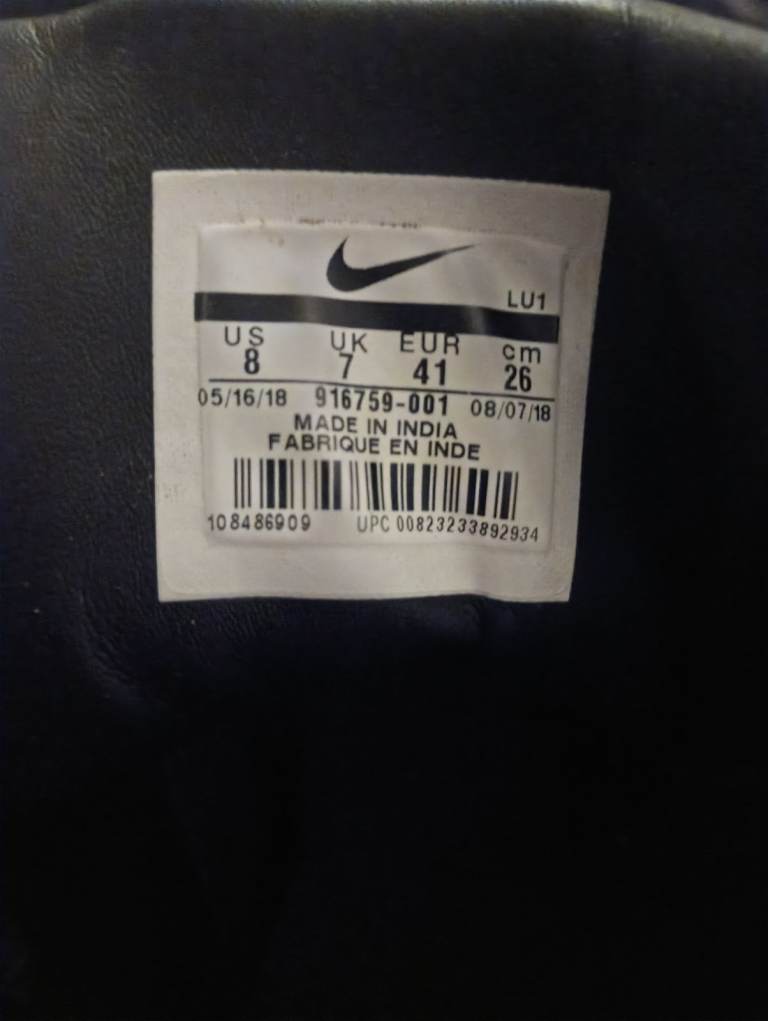 LU1
US UK EUR cm
8 7 41 26
05/16/18 916759-001 08/07/18
MADE IN INDIA
FABRIQUE EN INDE
108486909 UPC 00823233892934